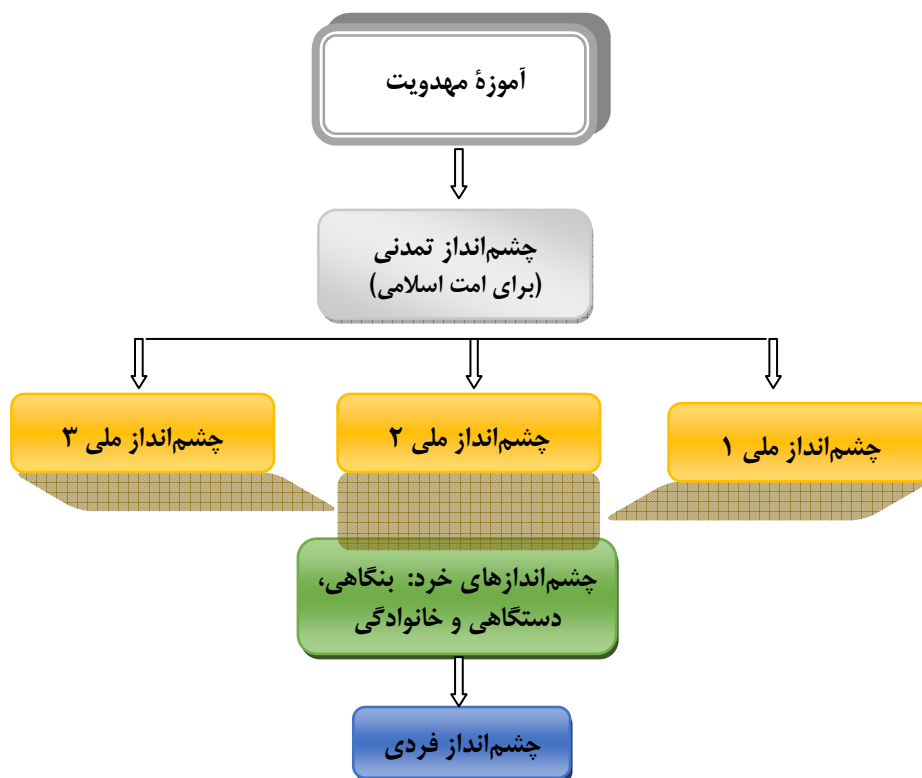 آموزهٔ مهدویت
چشم‌انداز تمدنی
(برای امت اسلامی)
چشم‌انداز ملی ۱
چشم‌انداز ملی ۲
چشم‌انداز ملی ۳
چشم‌اندازهای خرد: بنگاهی،
دستگاهی و خانوادگی
چشم‌انداز فردی